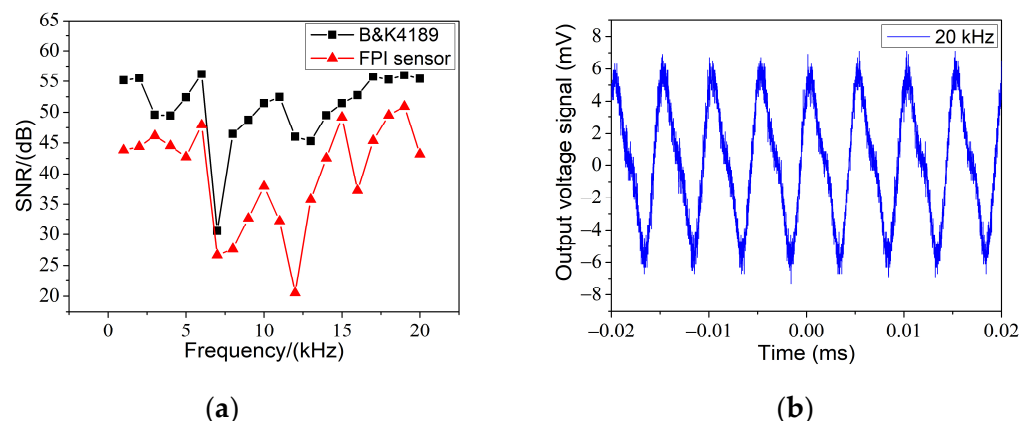 65
60
55
50
45
40
35
30
25
20
SNR/(dB)
B&K4189
FPI sensor
0 5 10 15 20
Frequency/(kHz)
(a)
8
6
4
2
0
−2
−4
−6
−8
Output voltage signal (mV)
20 kHz
−0.02 −0.01 0.00 0.01 0.02
Time (ms)
(b)